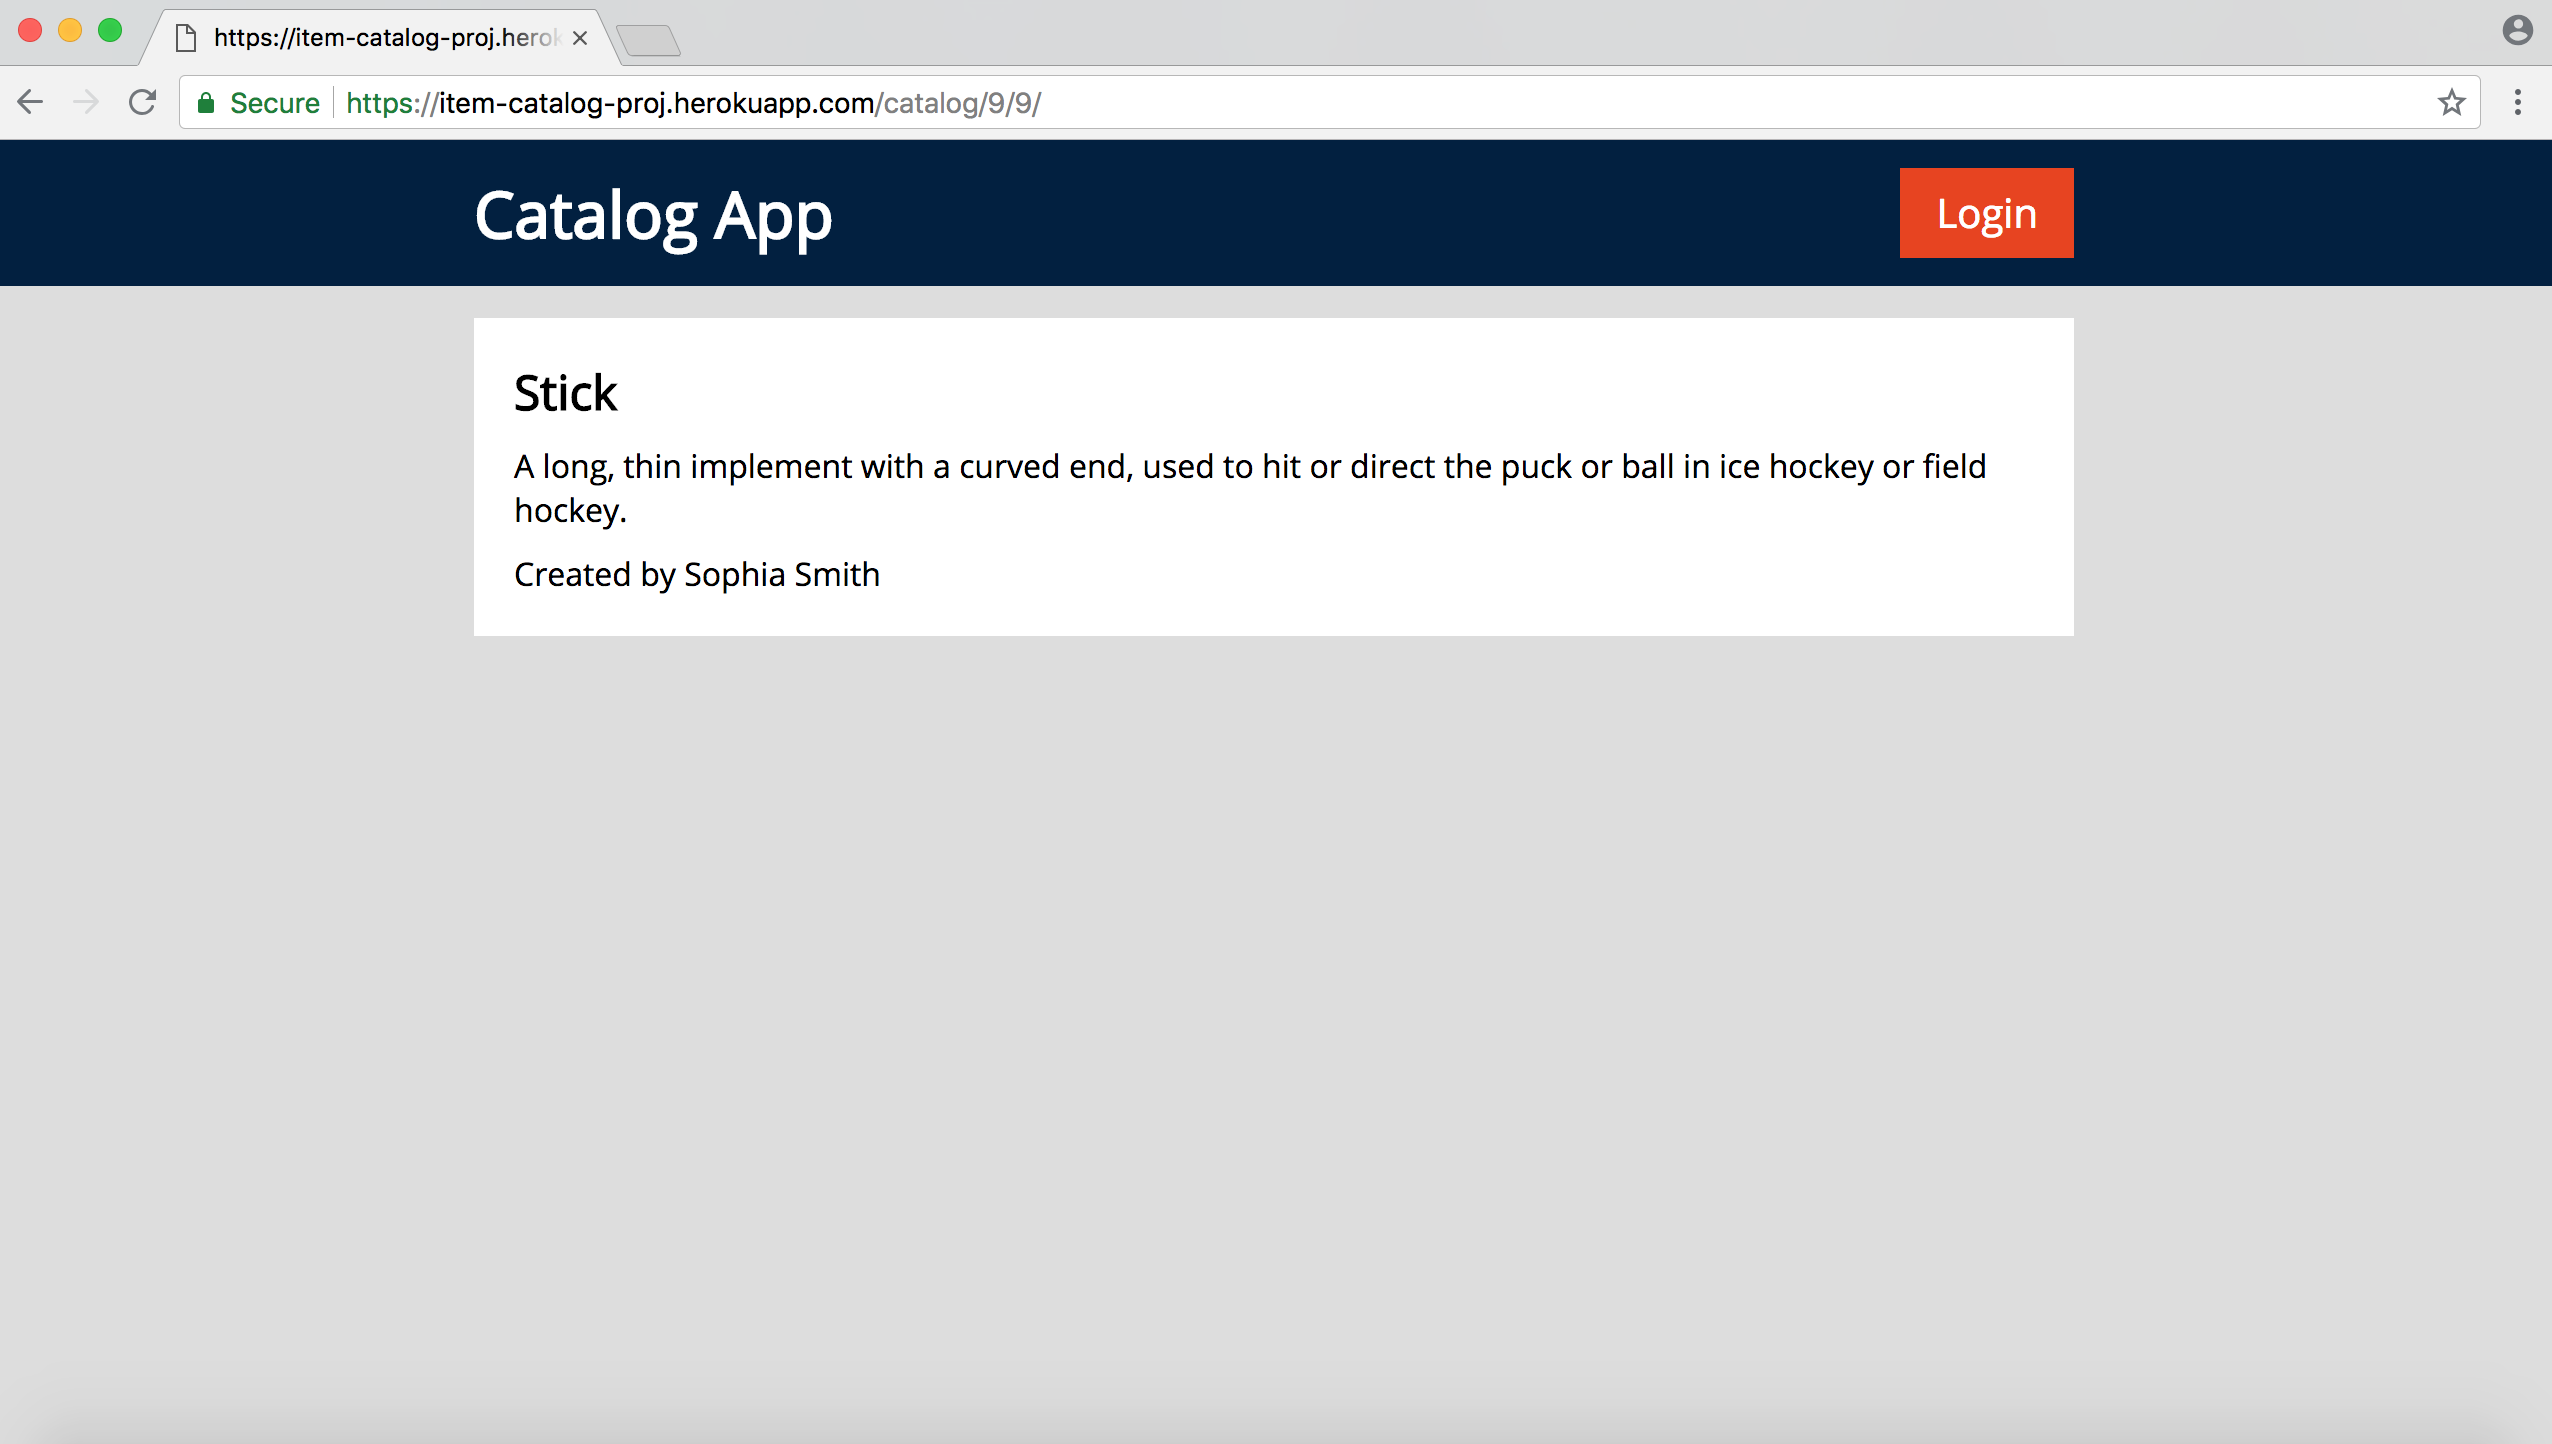 https://item-catalog-proj.herok
Secure https://item-catalog-proj.herokuapp.com/catalog/9/9/
Catalog App
Login
Stick
A long, thin implement with a curved end, used to hit or direct the puck or ball in ice hockey or field
hockey.
Created by Sophia Smith